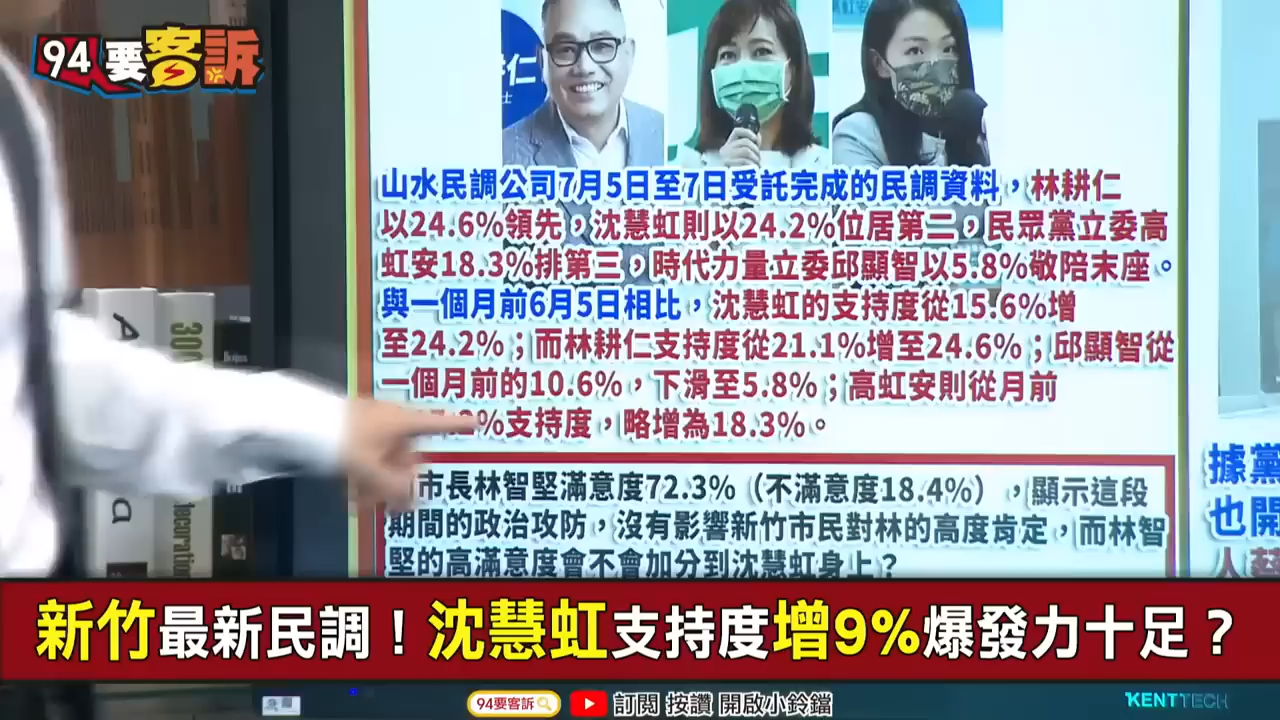 94要客訴
仁
士
山水民調公司7月5日至7日受託完成的民調資料，林耕仁
以24.6%領先，沈慧虹則以24.2%位居第二，民眾黨立委高
虹安18.3%排第三，時代力量立委邱顯智以5.8%敬陪末座。
與一個月前6月5日相比，沈慧虹的支持度從15.6%增
至24.2%；而林耕仁支持度從21.1%增至24.6%；邱顯智從
一個月前的10.6%，下滑至5.8%；高虹安則從月前
%支持度，略增為18.3%。
市長林智堅滿意度72.3%（不滿意度18.4%），顯示這段
期間的政治攻防，沒有影響新竹市民對林的高度肯定，而林智
堅的高滿意度會不會加分到沈慧虹身上？
據黨
也開
300
新竹最新民調！沈慧虹支持度增9%爆發力十足？
94要客訴
訂閱 按讚 開啟小鈴鐺
KENTTECH